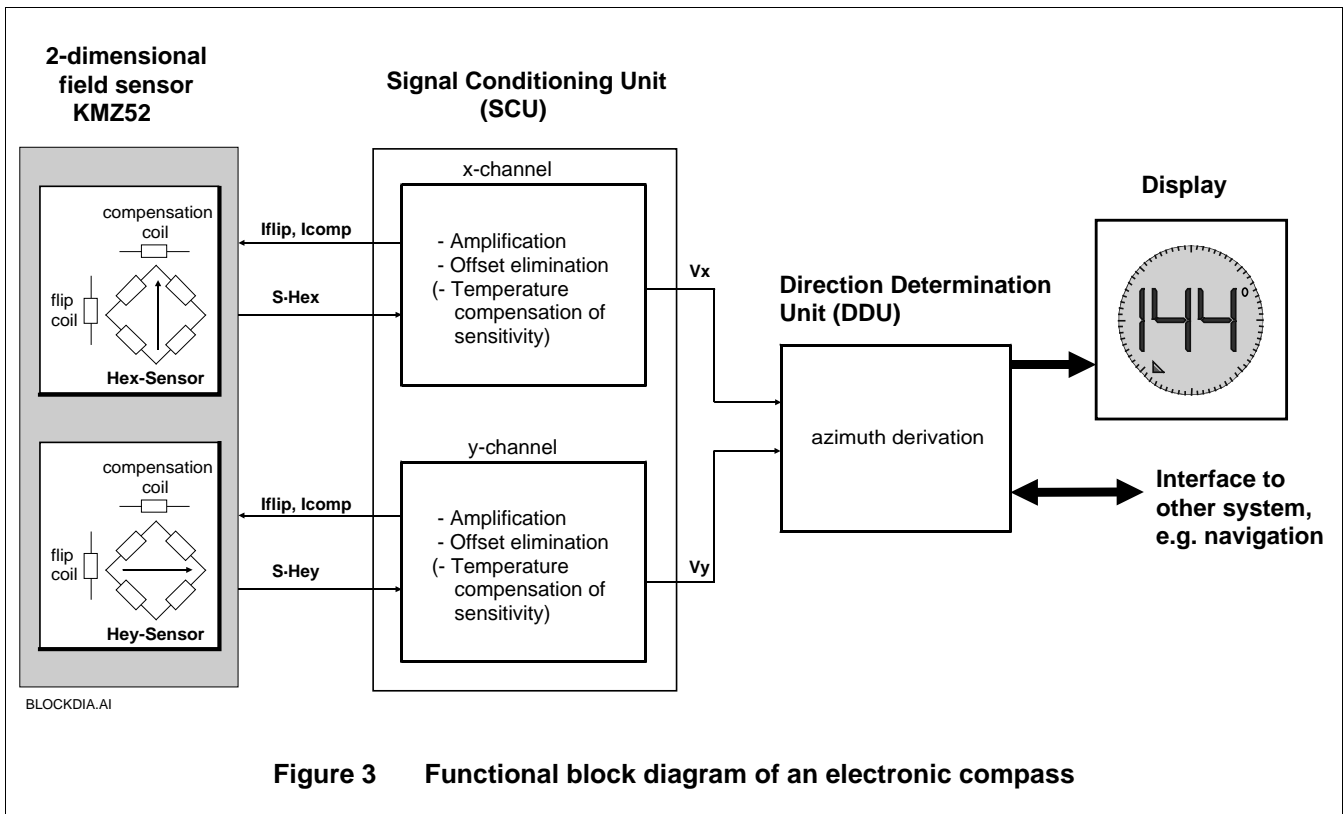 2-dimensional
field sensor
KMZ52
compensation
coil
flip
coil
Hex-Sensor
compensation
coil
flip
coil
Hey-Sensor
BLOCKDIA.AI
Iflip, Icomp
S·Hex
Iflip, Icomp
S·Hey
Signal Conditioning Unit
(SCU)
x-channel
- Amplification
- Offset elimination
(- Temperature
compensation of
sensitivity)
y-channel
- Amplification
- Offset elimination
(- Temperature
compensation of
sensitivity)
Vx
Vy
Direction Determination
Unit (DDU)
azimuth derivation
Display
144°
Interface to
other system,
e.g. navigation
Figure 3 Functional block diagram of an electronic compass